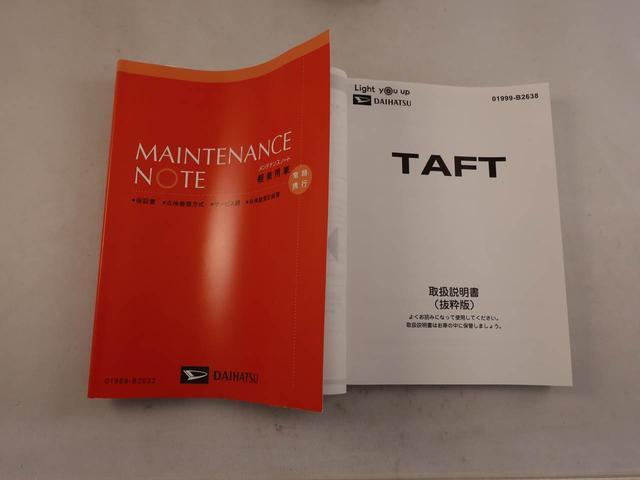 MAINTENANCE
NOTE
メンテナンスノート
軽乗用車
常時
携行
•保証書 •点検整備方式 •サービス網 •点検整備記録簿
01999-B2632
DAIHATSU
Light you up
DAIHATSU
01999-B2638
TAFT
取扱説明書
（抜粋版）
よくお読みになって使用してください。
取扱説明書はお車の中に保管しましょう。